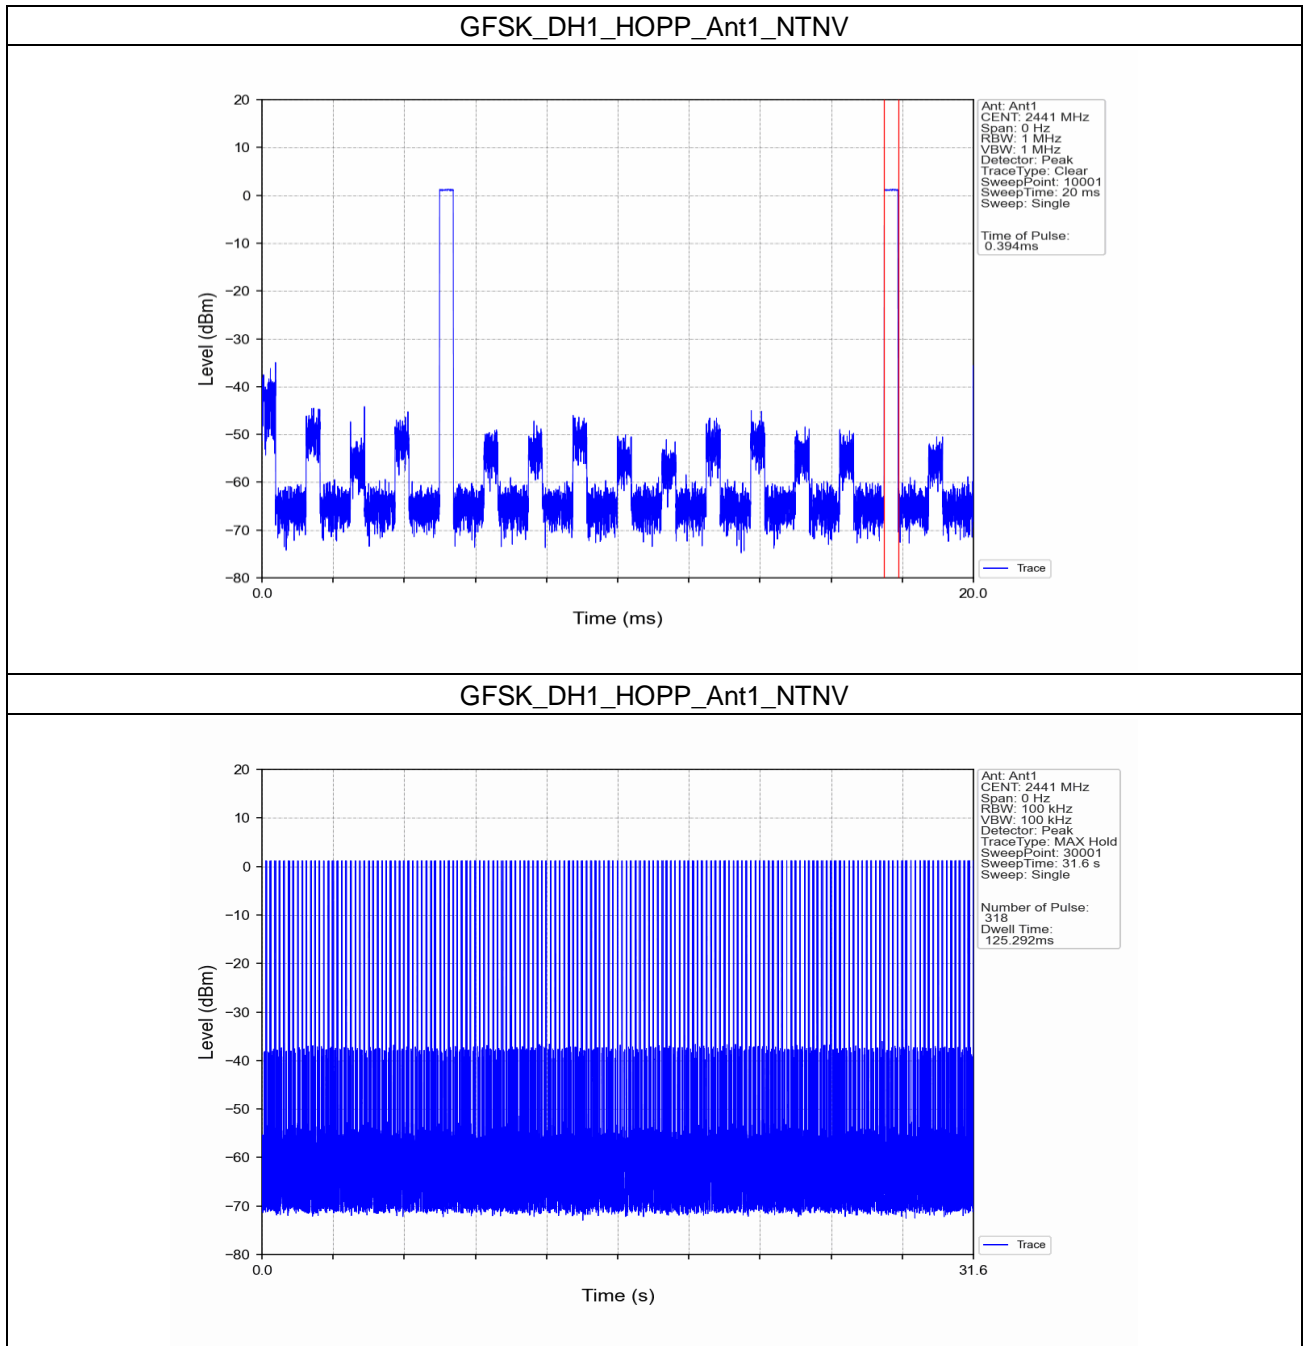 GFSK_DH1_HOPP_Ant1_NTNV
20
10
0
−10
−20
−30
−40
−50
−60
−70
−80
Level (dBm)
0.0
20.0
Time (ms)
Ant: Ant1
CENT: 2441 MHz
Span: 0 Hz
RBW: 1 MHz
VBW: 1 MHz
Detector: Peak
TraceType: Clear
SweepPoint: 10001
SweepTime: 20 ms
Sweep: Single
Time of Pulse:
0.394ms
Trace
GFSK_DH1_HOPP_Ant1_NTNV
20
10
0
−10
−20
−30
−40
−50
−60
−70
−80
Level (dBm)
0.0
31.6
Time (s)
Ant: Ant1
CENT: 2441 MHz
Span: 0 Hz
RBW: 100 kHz
VBW: 100 kHz
Detector: Peak
TraceType: MAX Hold
SweepPoint: 30001
SweepTime: 31.6 s
Sweep: Single
Number of Pulse:
318
Dwell Time:
125.292ms
Trace